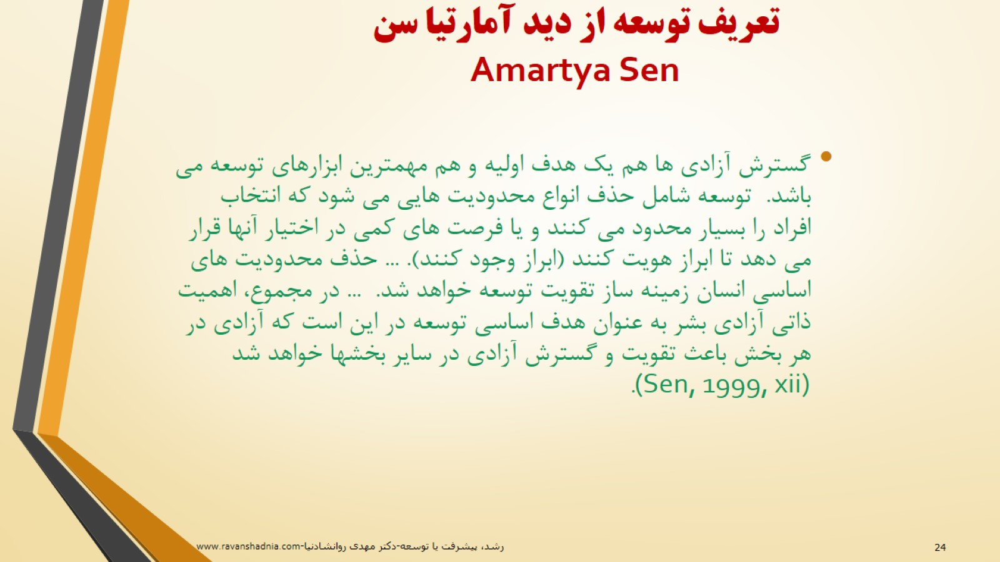 تعریف توسعه از دید آمارتیا سن
Amartya Sen
• گسترش آزادی ها هم یک هدف اولیه و هم مهمترین ابزارهای توسعه می
باشد. توسعه شامل حذف انواع محدودیت هایی می شود که انتخاب
افراد را بسیار محدود می کنند و یا فرصت های کمی در اختیار آنها قرار
می دهد تا ابراز هویت کنند (ابراز وجود کنند). ... حذف محدودیت های
اساسی انسان زمینه ساز تقویت توسعه خواهد شد. ... در مجموع، اهمیت
ذاتی آزادی بشر به عنوان هدف اساسی توسعه در این است که آزادی در
هر بخش باعث تقویت و گسترش آزادی در سایر بخشها خواهد شد
(Sen, 1999, xii).
رشد، پیشرفت یا توسعه-دکتر مهدی روانشادنیا-www.ravanshadnia.com
24